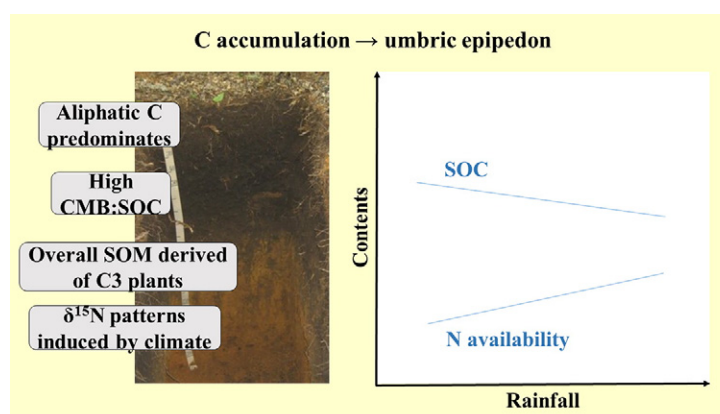 C accumulation → umbric epipedon
Aliphatic C
predominates
High
CMB:SOC
Overall SOM derived
of C3 plants
δ¹⁵N patterns
induced by climate
Contents
SOC
N availability
Rainfall